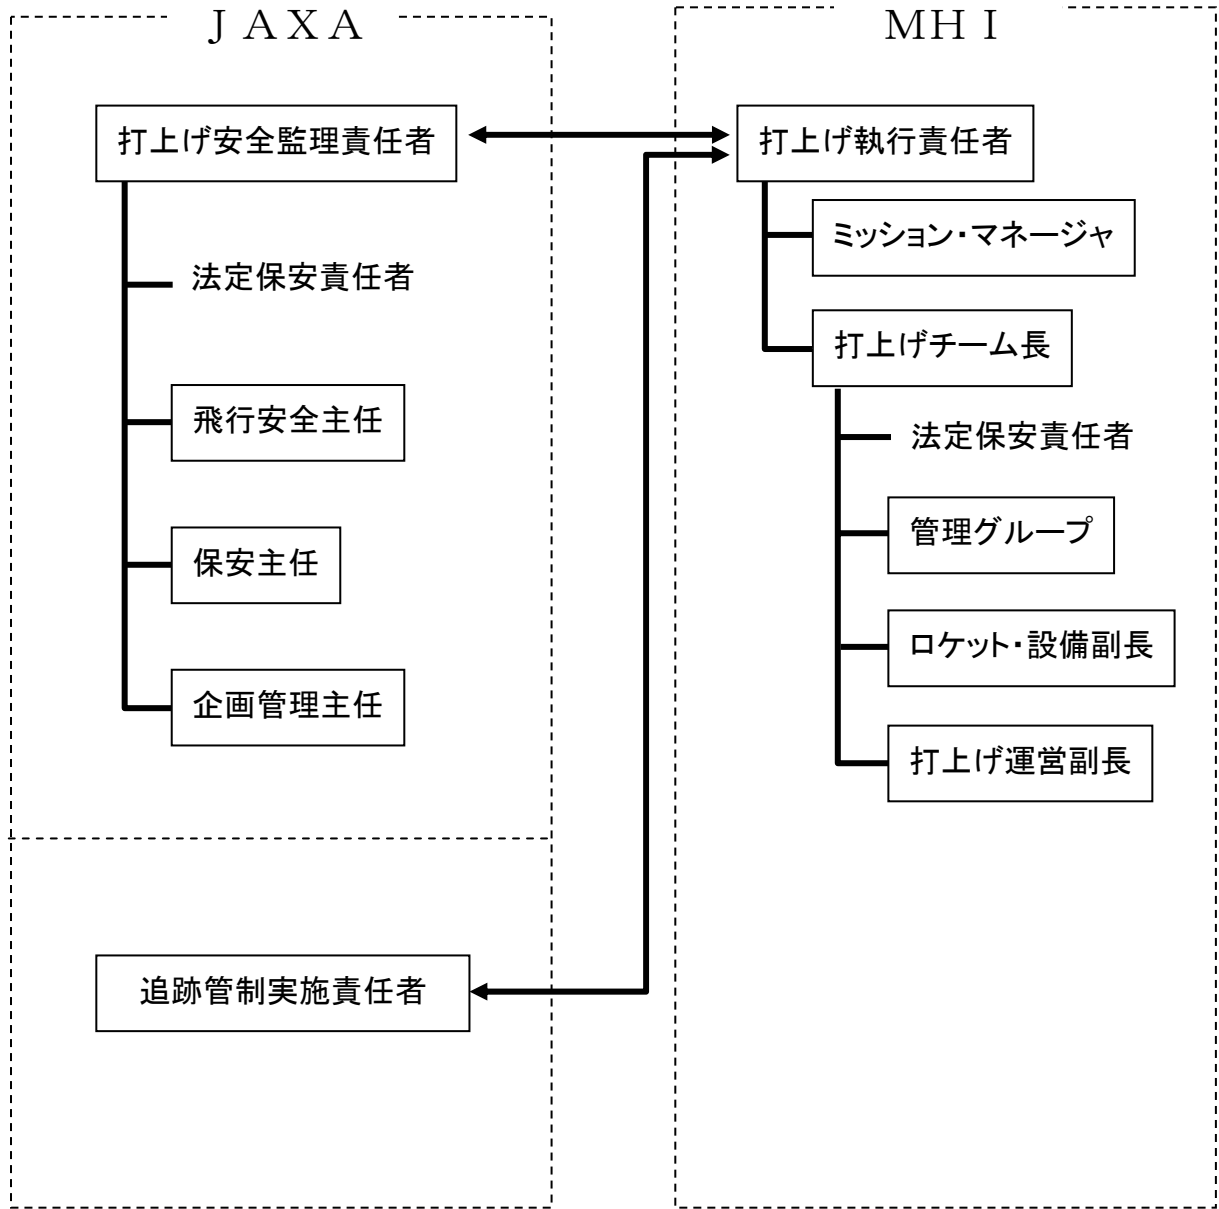 ＪＡＸＡ
打上げ安全監理責任者
法定保安責任者
飛行安全主任
保安主任
企画管理主任
追跡管制実施責任者
ＭＨＩ
打上げ執行責任者
ミッション・マネージャ
打上げチーム長
法定保安責任者
管理グループ
ロケット・設備副長
打上げ運営副長